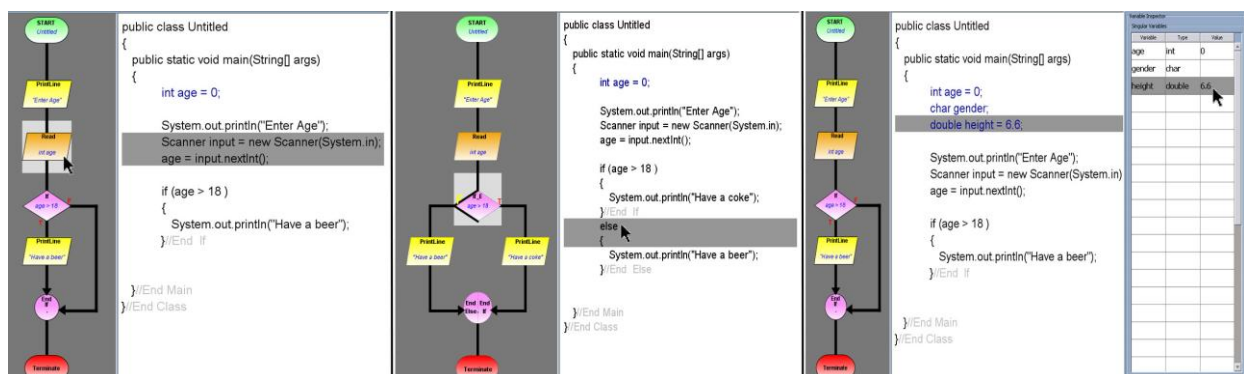 START
Untitled
PrintLine
"Enter Age"
Read
int age
If
age > 18
PrintLine
"Have a beer"
End
If
Terminate
public class Untitled
{
public static void main(String[] args)
{
int age = 0;
System.out.println("Enter Age");
Scanner input = new Scanner(System.in);
age = input.nextInt();
if (age > 18 )
{
System.out.println("Have a beer");
}//End If
}//End Main
}//End Class
START
Untitled
PrintLine
"Enter Age"
Read
int age
If_E
age > 18
PrintLine
"Have a beer"
PrintLine
"Have a coke"
End End
Else. If
Terminate
public class Untitled
{
public static void main(String[] args)
{
int age = 0;
System.out.println("Enter Age");
Scanner input = new Scanner(System.in);
age = input.nextInt();
if (age > 18 )
{
System.out.println("Have a coke");
}//End If
else
{
System.out.println("Have a beer");
}//End Else
}//End Main
}//End Class
START
Untitled
PrintLine
"Enter Age"
Read
int age
If
age > 18
PrintLine
"Have a beer"
End
If
Terminate
public class Untitled
{
public static void main(String[] args)
{
int age = 0;
char gender;
double height = 6.6;
System.out.println("Enter Age");
Scanner input = new Scanner(System.in)
age = input.nextInt();
if (age > 18 )
{
System.out.println("Have a beer");
}//End If
}//End Main
}//End Class
Variable Inspector
Singular Variables
Variable Type Value
age int 0
gender char
height double 6.6